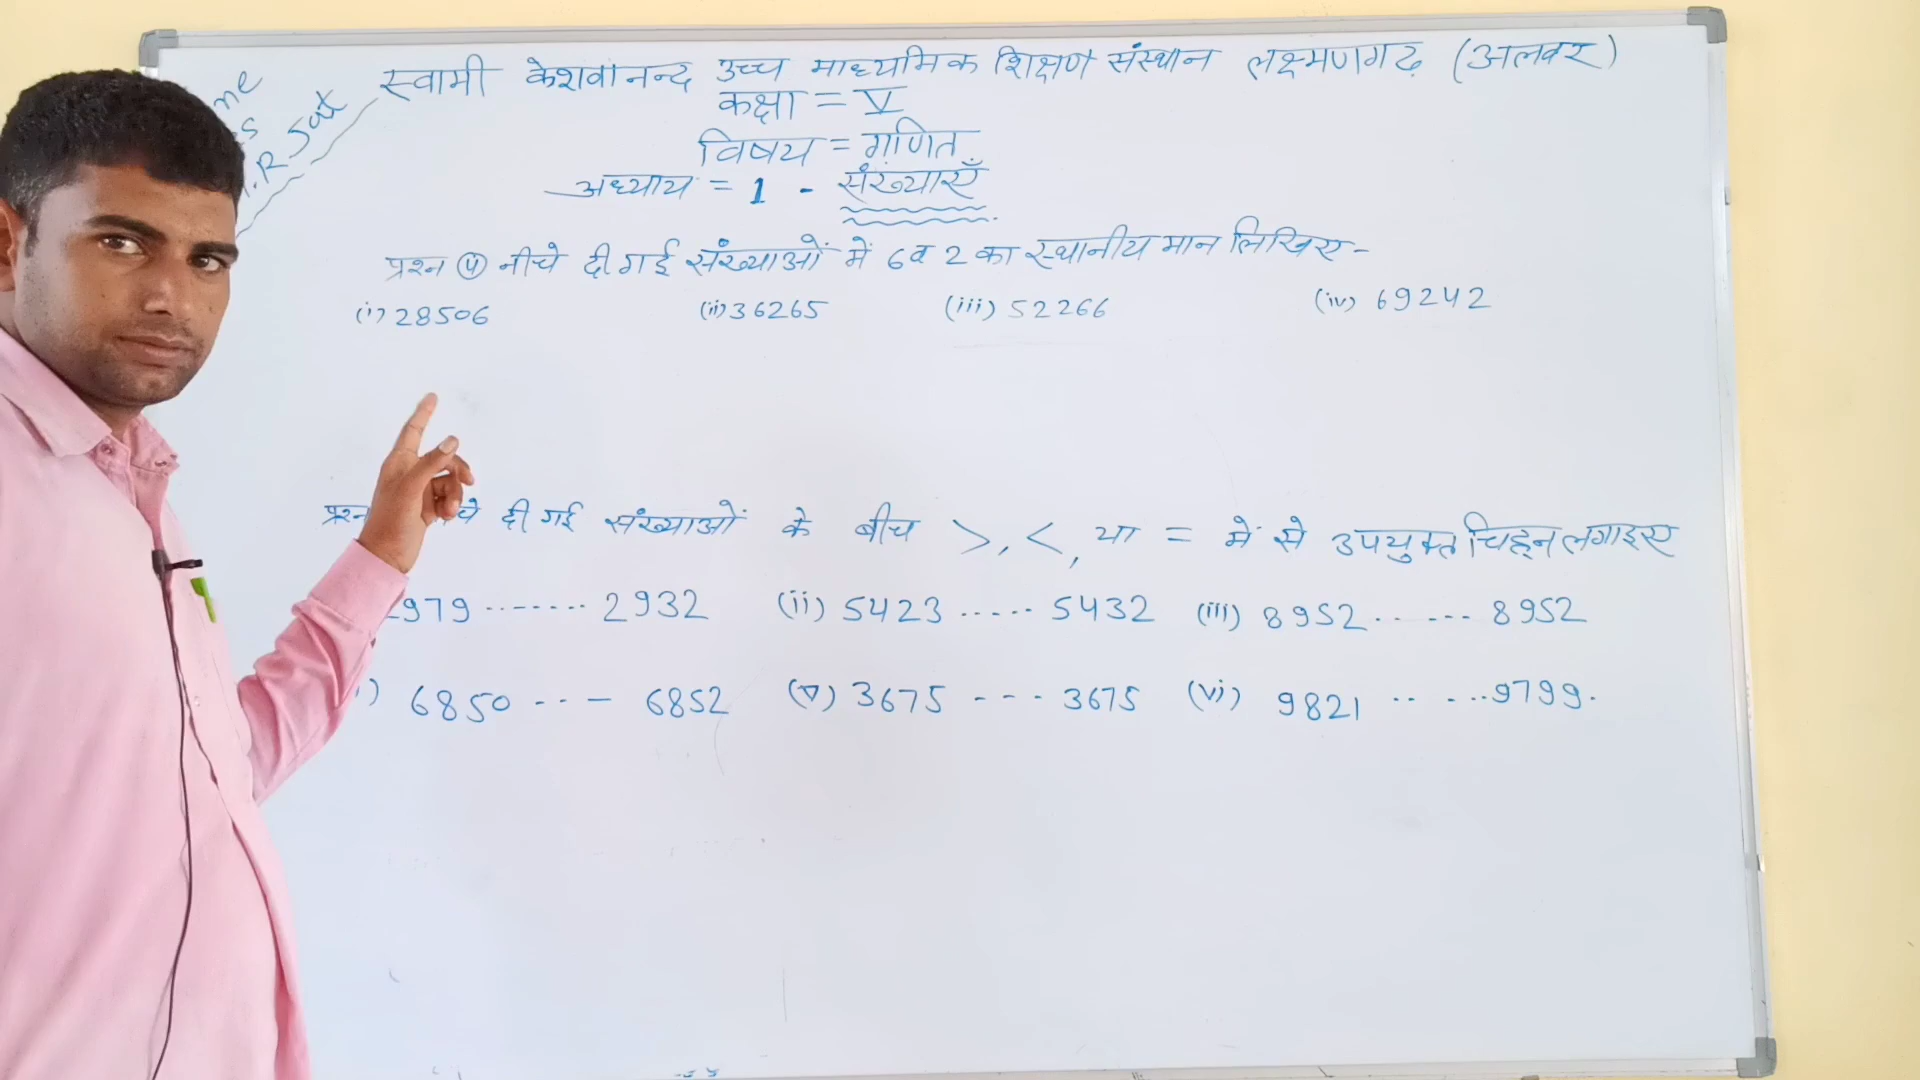 स्वामी केशवानन्द उच्च माध्यमिक शिक्षण संस्थान लक्ष्मणगढ़ (अलवर)
कक्षा = V
विषय = गणित
अध्याय = 1 - संख्याएँ
प्रश्न ④ नीचे दी गई संख्याओं में 6 व 2 का स्थानीय मान लिखिए-
(i) 28506 (ii) 36265 (iii) 52266 (iv) 69242
प्रश्न दी गई संख्याओं के बीच >, <, या = में से उपयुक्त चिह्न लगाइए
979 ........ 2932 (ii) 5423 ..... 5432 (iii) 8952 ..... 8952
) 6850 --- 6852 (v) 3675 --- 3675 (vi) 9821 ..... 9799.